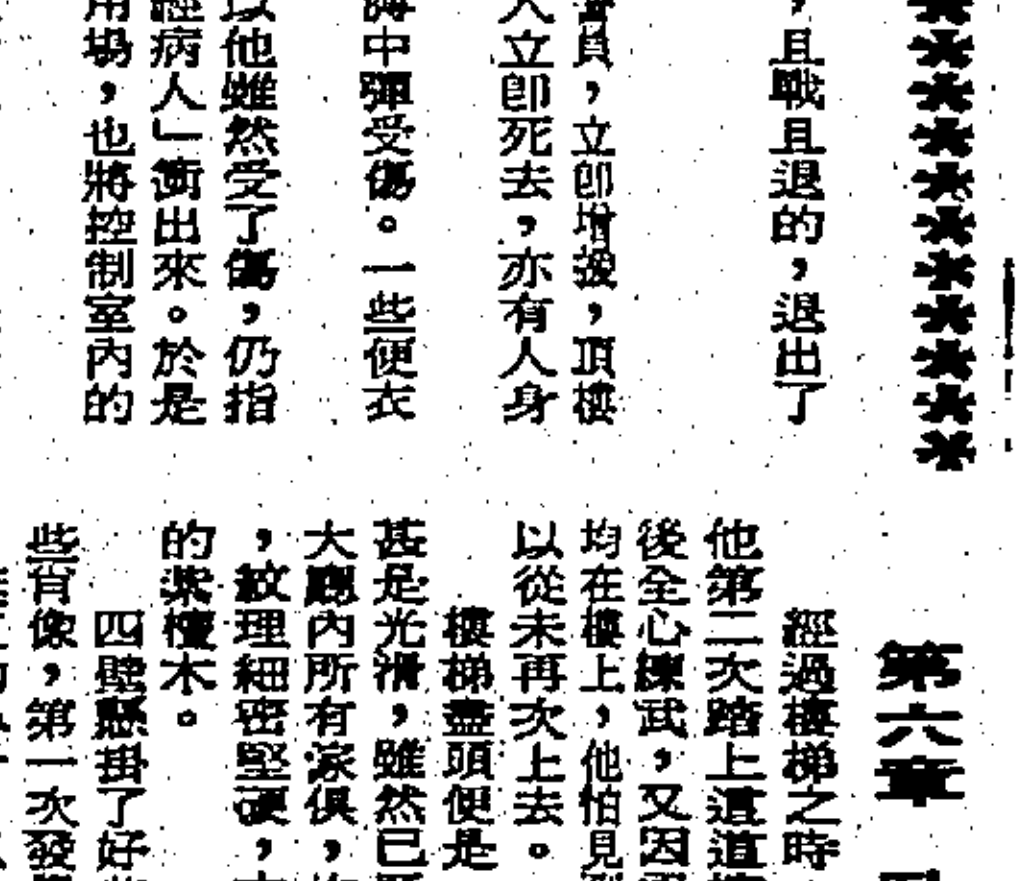 ，且戰且退的，退出了
員，立卽增援，頂樓
人立卽死去，亦有人身
中彈受傷。一些便衣
以他雖然受了傷，仍指
經病人」衝出來。於是
用場，也將控制室內的
第六章
經過樓梯之時
他第二次踏上這道
後全心練武，又因
均在樓上，他怕見到
以從未再次上去。
樓梯盡頭便是
甚是光滑，雖然已
大廳內所有家俱，
，紋理細密堅硬，
的紫檀木。
四壁懸掛了好些
些肖像，第一次發